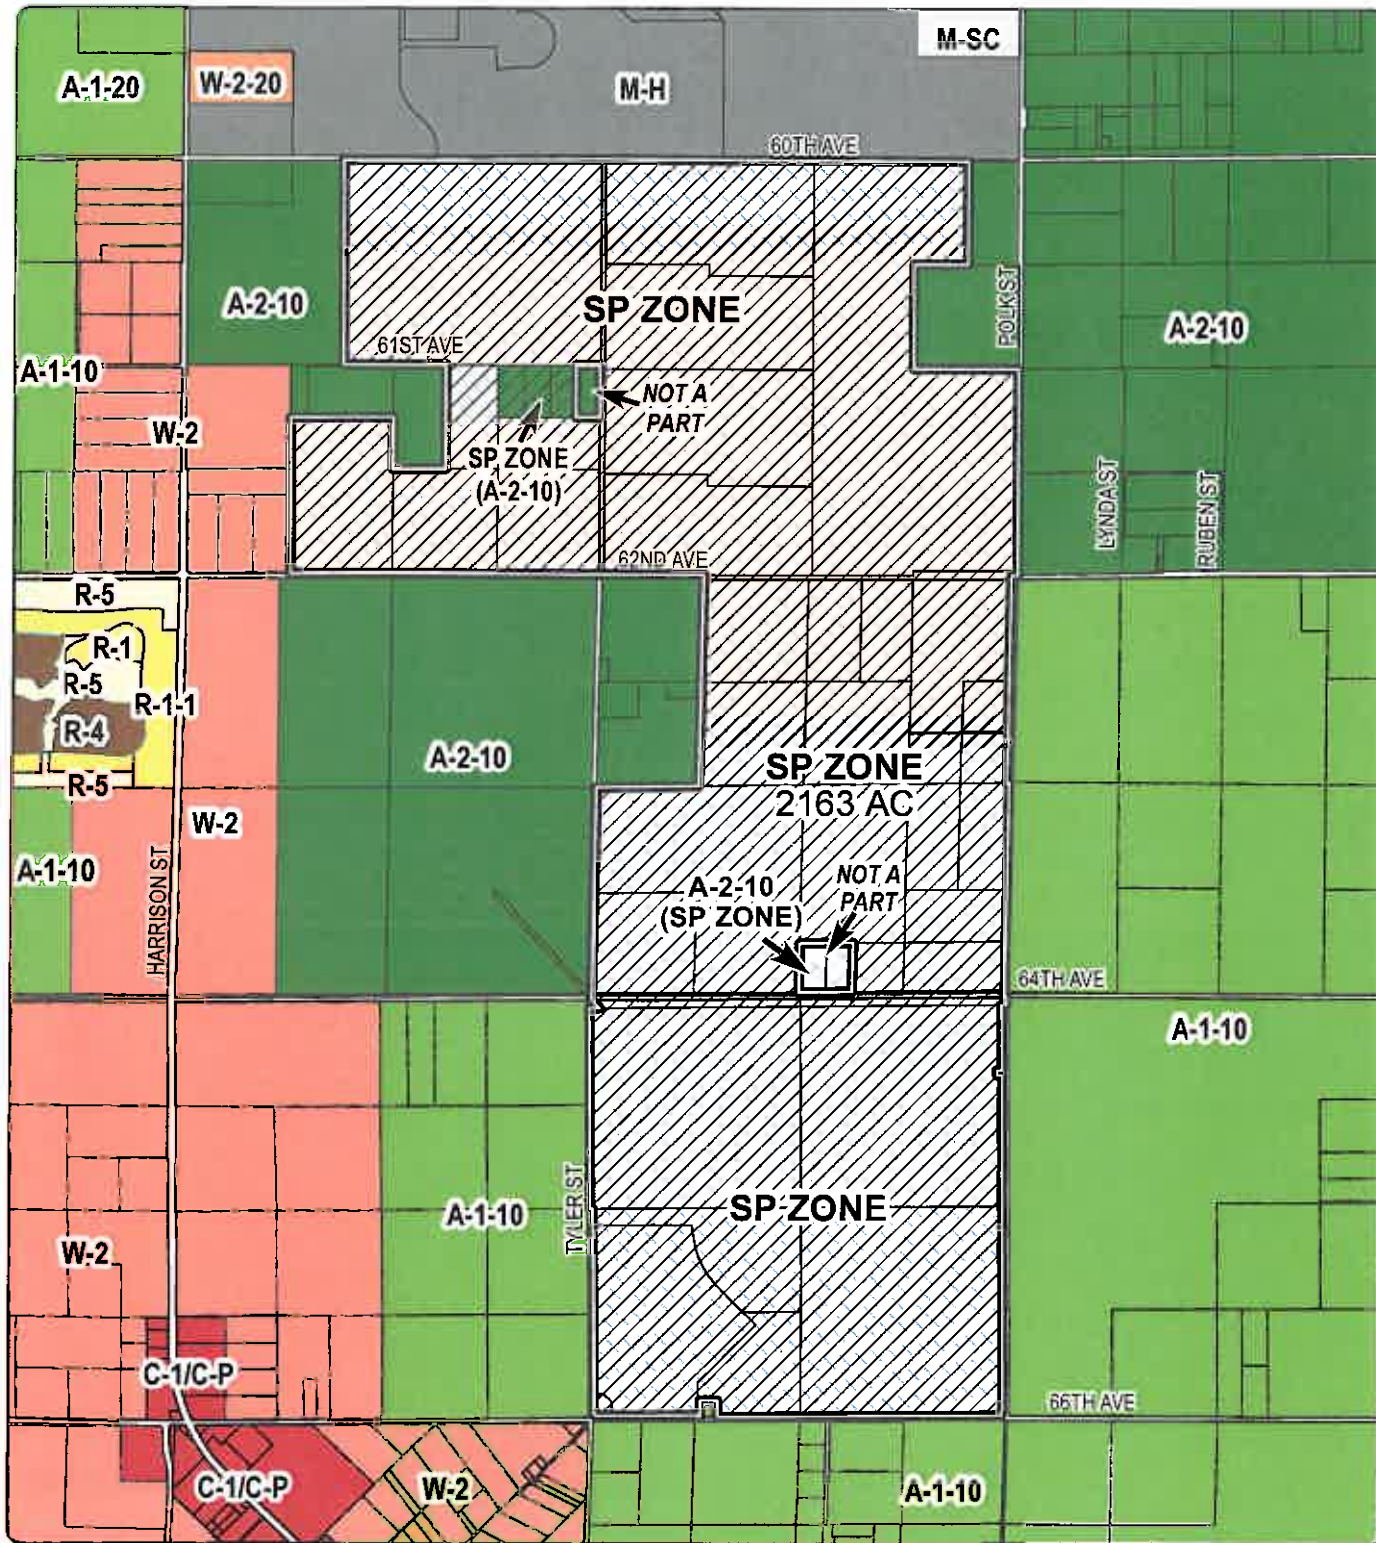 M-SC
A-1-20
W-2-20
M-H
60TH AVE
A-2-10
SP ZONE
POLK ST
A-2-10
61ST AVE
A-1-10
NOT A
PART
W-2
SP ZONE
(A-2-10)
LYNDA ST
RUBEN ST
62ND AVE
R-5
R-1
R-5
R-1-1
R-4
A-2-10
SP ZONE
2163 AC
R-5
W-2
A-1-10
HARRISON ST
A-2-10
(SP ZONE)
NOT A
PART
64TH AVE
A-1-10
TYLER ST
A-1-10
SP ZONE
W-2
C-1/C-P
66TH AVE
C-1/C-P
W-2
A-1-10